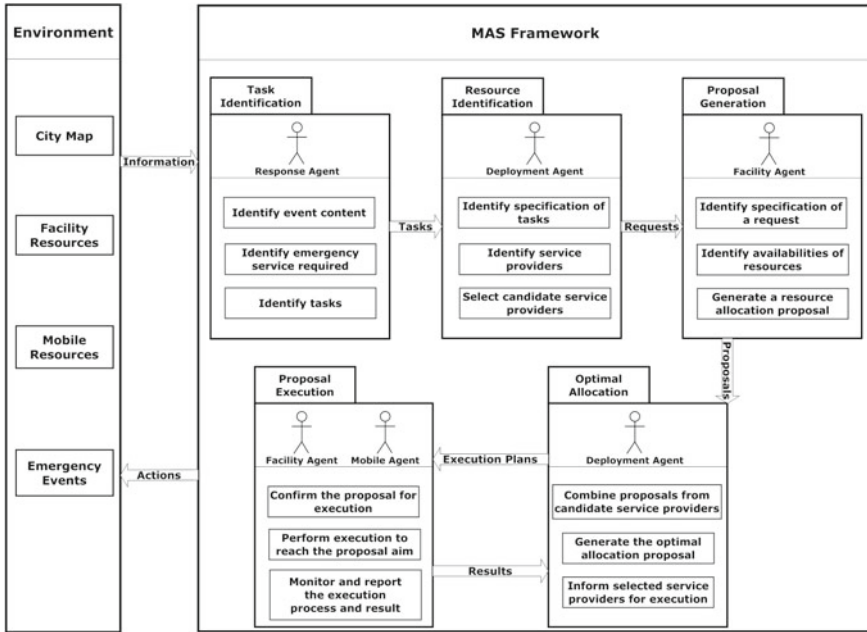 Environment
City Map
Facility
Resources
Mobile
Resources
Emergency
Events
Information
Actions
MAS Framework
Task
Identification
Response Agent
Identify event content
Identify emergency
service required
Identify tasks
Tasks
Resource
Identification
Deployment Agent
Identify specification of
tasks
Identify service
providers
Select candidate service
providers
Requests
Proposal
Generation
Facility Agent
Identify specification of
a request
Identify availabilities of
resources
Generate a resource
allocation proposal
Proposals
Optimal
Allocation
Deployment Agent
Combine proposals from
candidate service providers
Generate the optimal
allocation proposal
Inform selected service
providers for execution
Execution Plans
Proposal
Execution
Facility Agent
Mobile Agent
Confirm the proposal for
execution
Perform execution to
reach the proposal aim
Monitor and report
the execution
process and result
Results